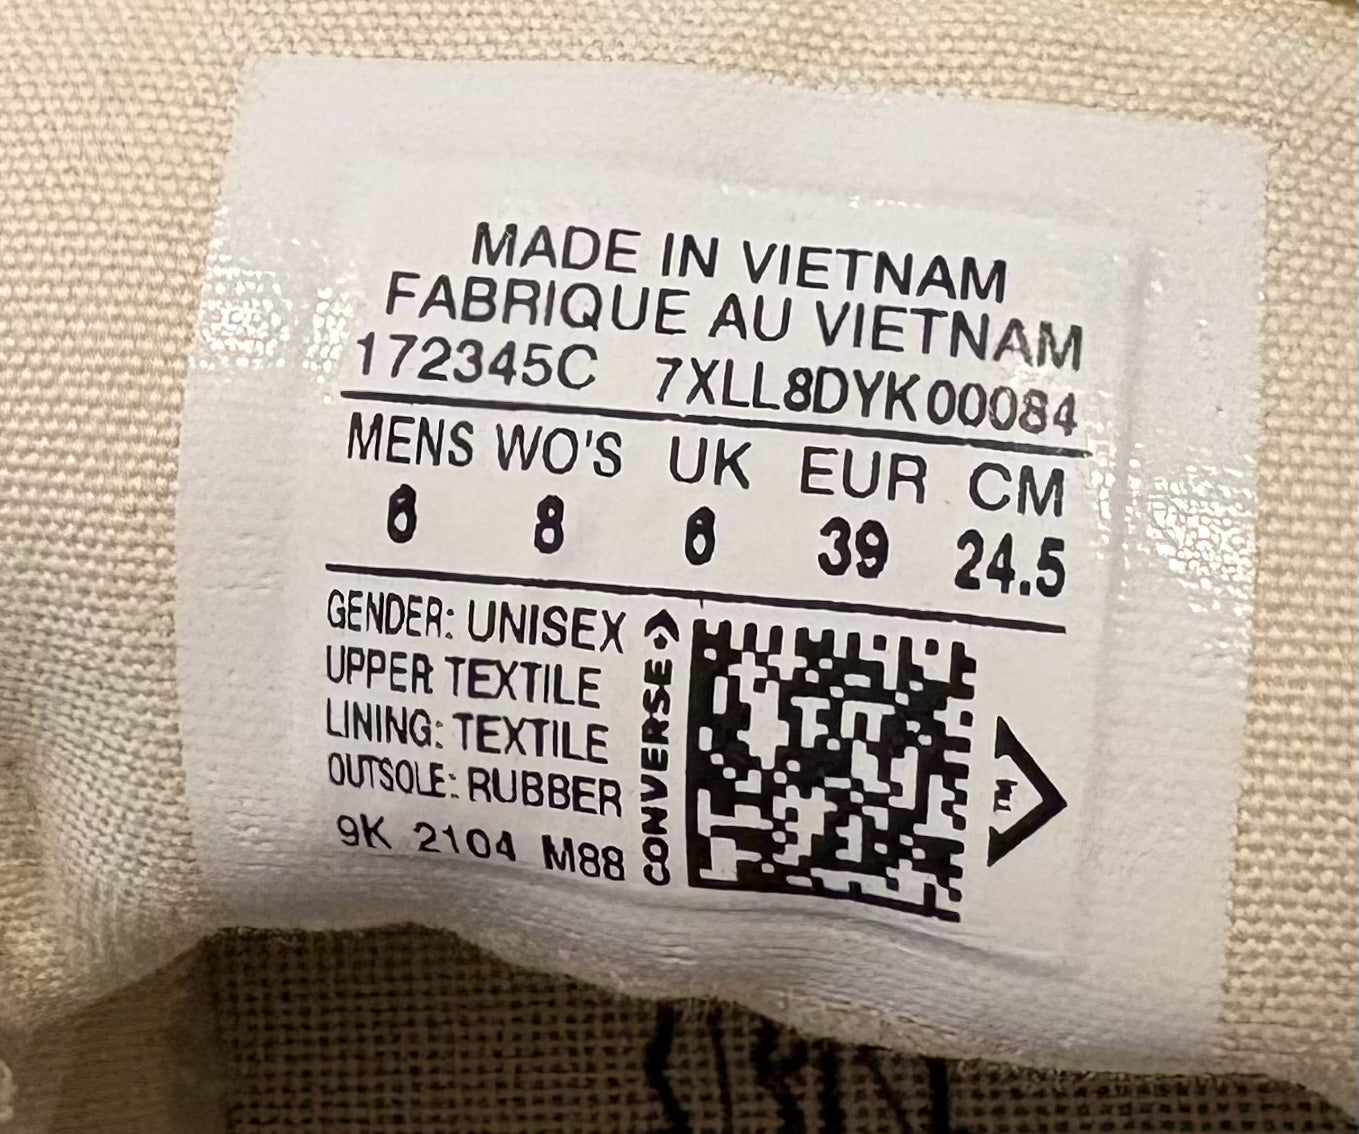 MADE IN VIETNAM
FABRIQUE AU VIETNAM
172345C 7XLL8DYK00084
MENS WO'S UK EUR CM
6 8 6 39 24.5
GENDER: UNISEX
UPPER: TEXTILE
LINING: TEXTILE
OUTSOLE: RUBBER
9K 2104 M88
CONVERSE
TM